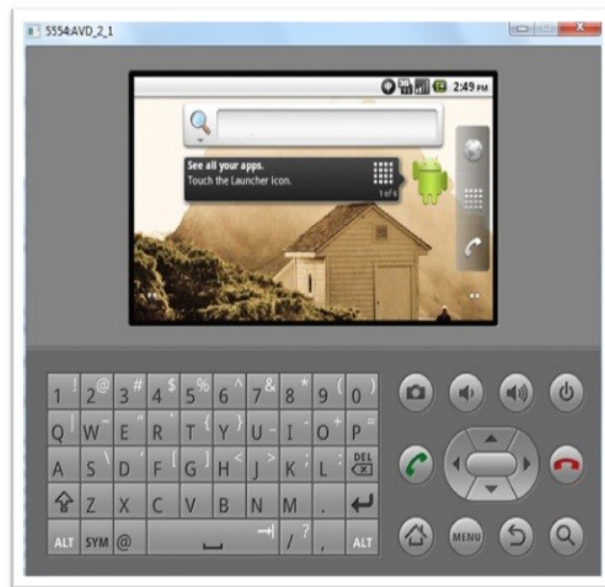 5554:AVD_2_1
2:49 PM
See all your apps.
Touch the Launcher icon.
1 of 6
1 ! 2 @ 3 # 4 $ 5 % 6 ^ 7 & 8 * 9 ( 0 )
Q | W ~ E " R ` T { Y } U - I - O + P =
A S \ D ' F [ G ] H < J > K ; L : DEL
Z X C V B N M .
ALT SYM @ / ? , ALT
MENU